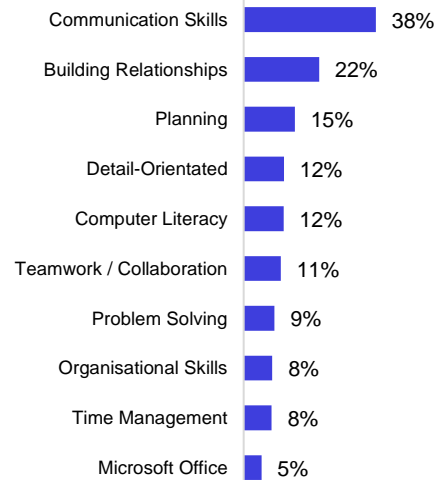 Communication Skills 38%
Building Relationships 22%
Planning 15%
Detail-Orientated 12%
Computer Literacy 12%
Teamwork / Collaboration 11%
Problem Solving 9%
Organisational Skills 8%
Time Management 8%
Microsoft Office 5%